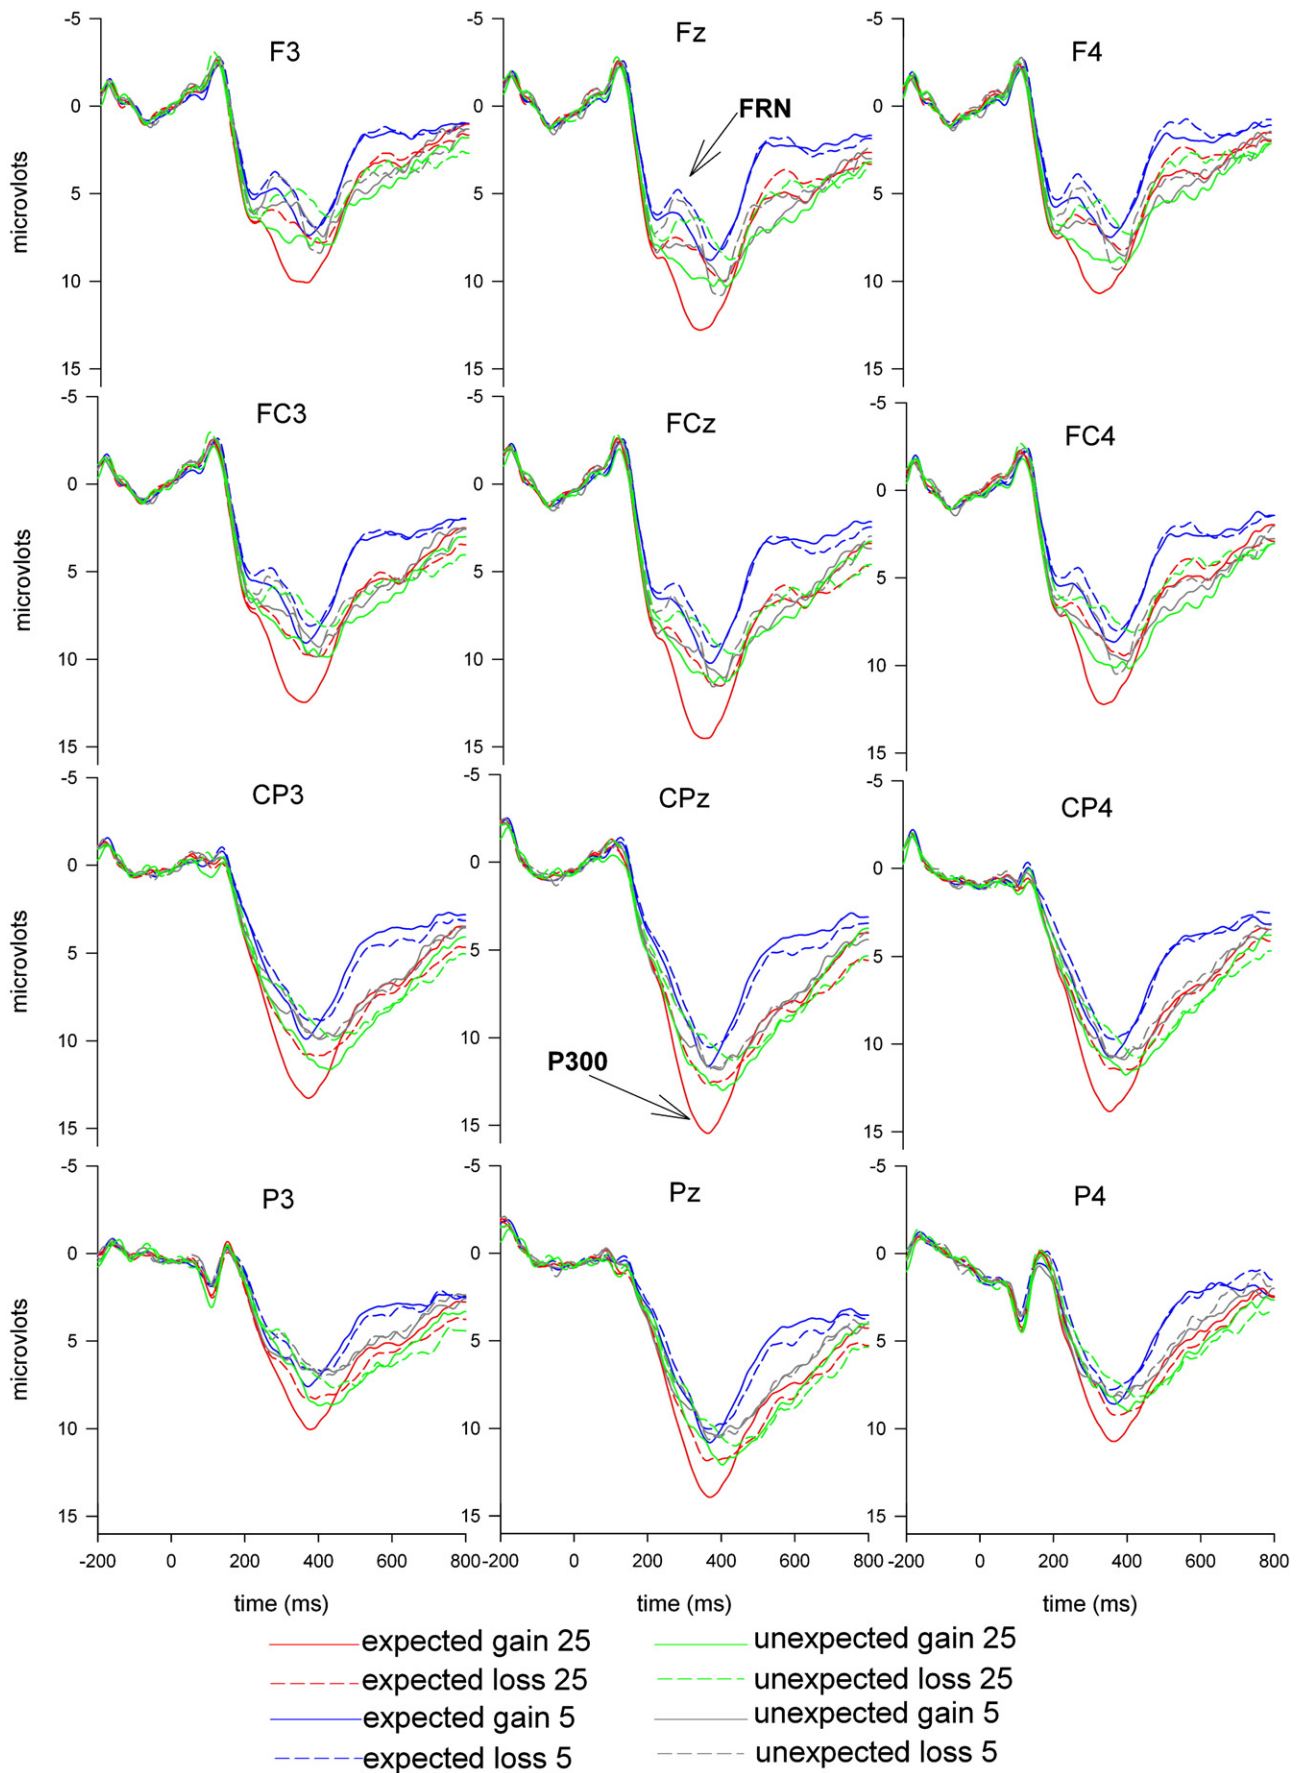 -5 -5 -5
F3 Fz F4
0 0 0
FRN
microvlots
5 5 5
10 10 10
15 15 15
-5 -5 -5
FC3 FCz FC4
0 0 0
microvlots
5 5 5
10 10 10
15 15 15
-5 -5 -5
CP3 CPz CP4
0 0 0
microvlots
5 5 5
10 10 10
P300
15 15 15
-5 -5 -5
P3 Pz P4
0 0 0
microvlots
5 5 5
10 10 10
15 15 15
-200 0 200 400 600 800 -200 0 200 400 600 800 -200 0 200 400 600 800
time (ms) time (ms) time (ms)
expected gain 25 unexpected gain 25
expected loss 25 unexpected loss 25
expected gain 5 unexpected gain 5
expected loss 5 unexpected loss 5